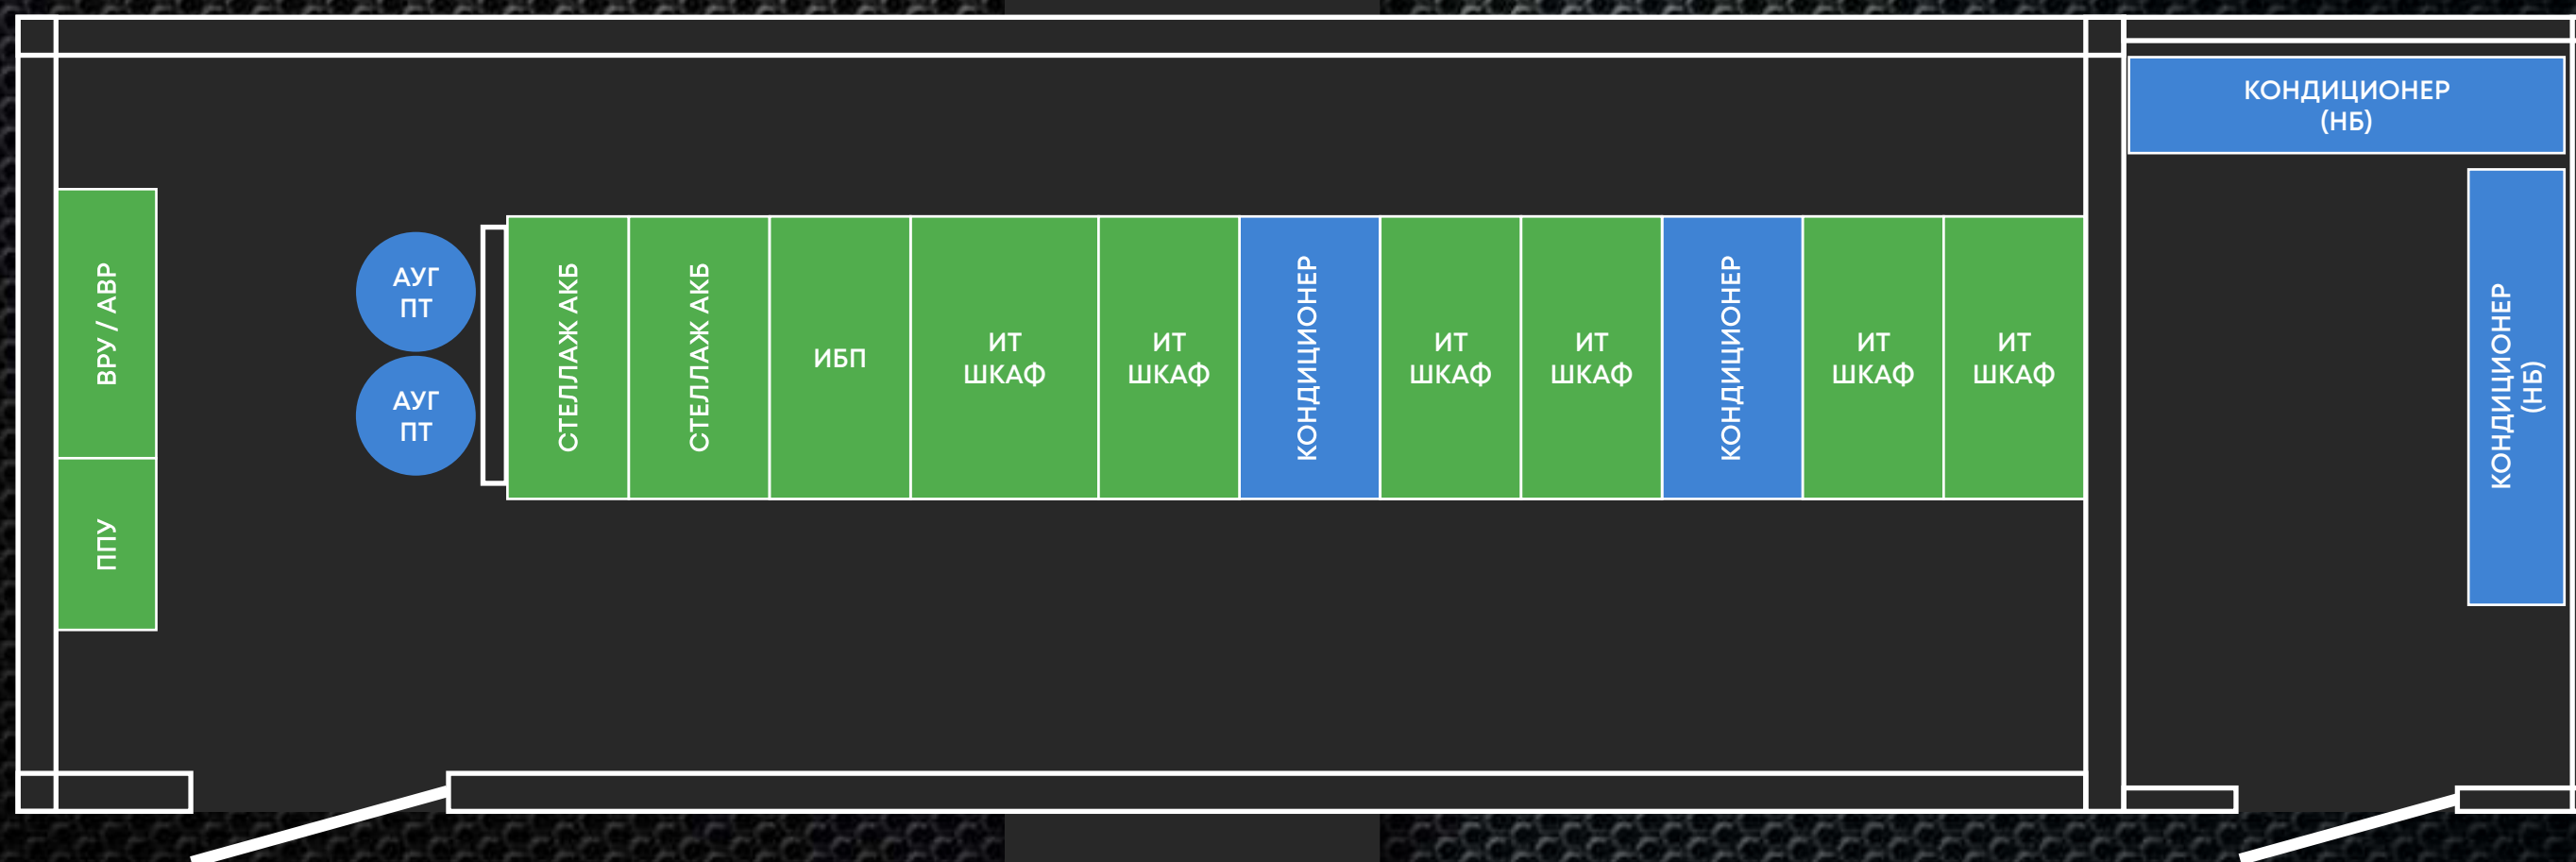 КОНДИЦИОНЕР
(НБ)
ВРУ / АВР
ППУ
АУГ
ПТ
АУГ
ПТ
СТЕЛЛАЖ АКБ
СТЕЛЛАЖ АКБ
ИБП
ИТ
ШКАФ
ИТ
ШКАФ
КОНДИЦИОНЕР
ИТ
ШКАФ
ИТ
ШКАФ
КОНДИЦИОНЕР
ИТ
ШКАФ
ИТ
ШКАФ
КОНДИЦИОНЕР
(НБ)